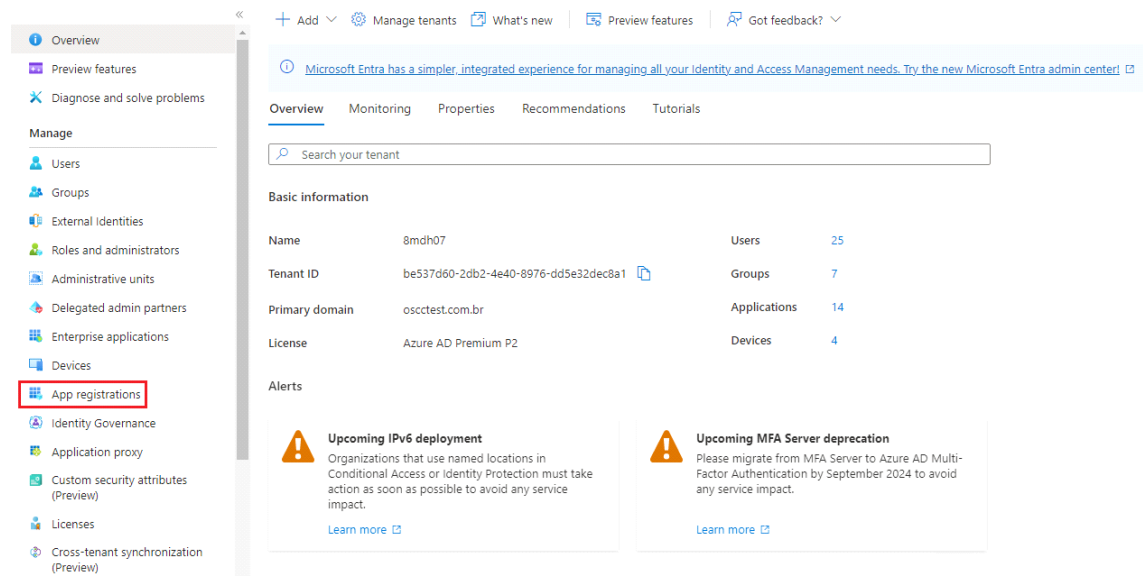 Add
Manage tenants
What's new
Preview features
Got feedback?
Overview
Preview features
Diagnose and solve problems
Manage
Users
Groups
External Identities
Roles and administrators
Administrative units
Delegated admin partners
Enterprise applications
Devices
App registrations
Identity Governance
Application proxy
Custom security attributes
(Preview)
Licenses
Cross-tenant synchronization
(Preview)
Microsoft Entra has a simpler, integrated experience for managing all your Identity and Access Management needs. Try the new Microsoft Entra admin center!
Overview Monitoring Properties Recommendations Tutorials
Search your tenant
Basic information
Name 8mdh07
Tenant ID be537d60-2db2-4e40-8976-dd5e32dec8a1
Primary domain oscctest.com.br
License Azure AD Premium P2
Users 25
Groups 7
Applications 14
Devices 4
Alerts
Upcoming IPv6 deployment
Organizations that use named locations in
Conditional Access or Identity Protection must take
action as soon as possible to avoid any service
impact.
Learn more
Upcoming MFA Server deprecation
Please migrate from MFA Server to Azure AD Multi-
Factor Authentication by September 2024 to avoid
any service impact.
Learn more